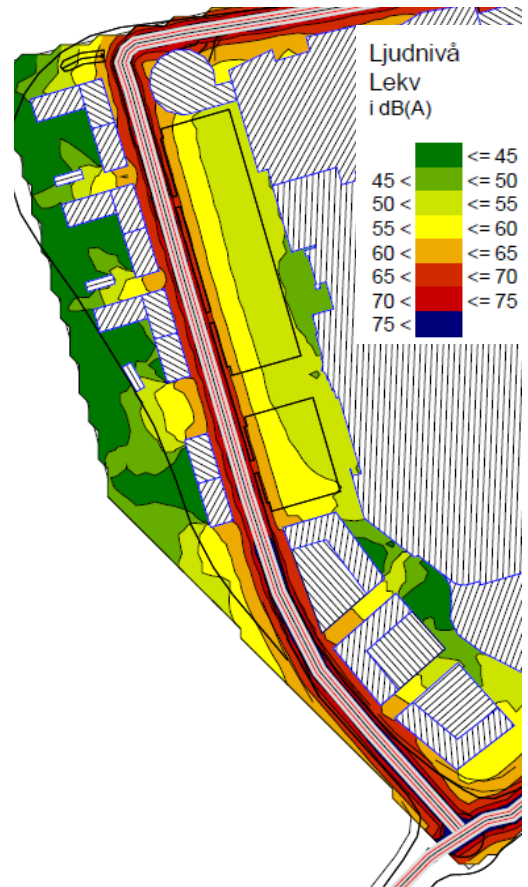 Ljudnivå
Lekv
i dB(A)
<= 45
45 < <= 50
50 < <= 55
55 < <= 60
60 < <= 65
65 < <= 70
70 < <= 75
75 <